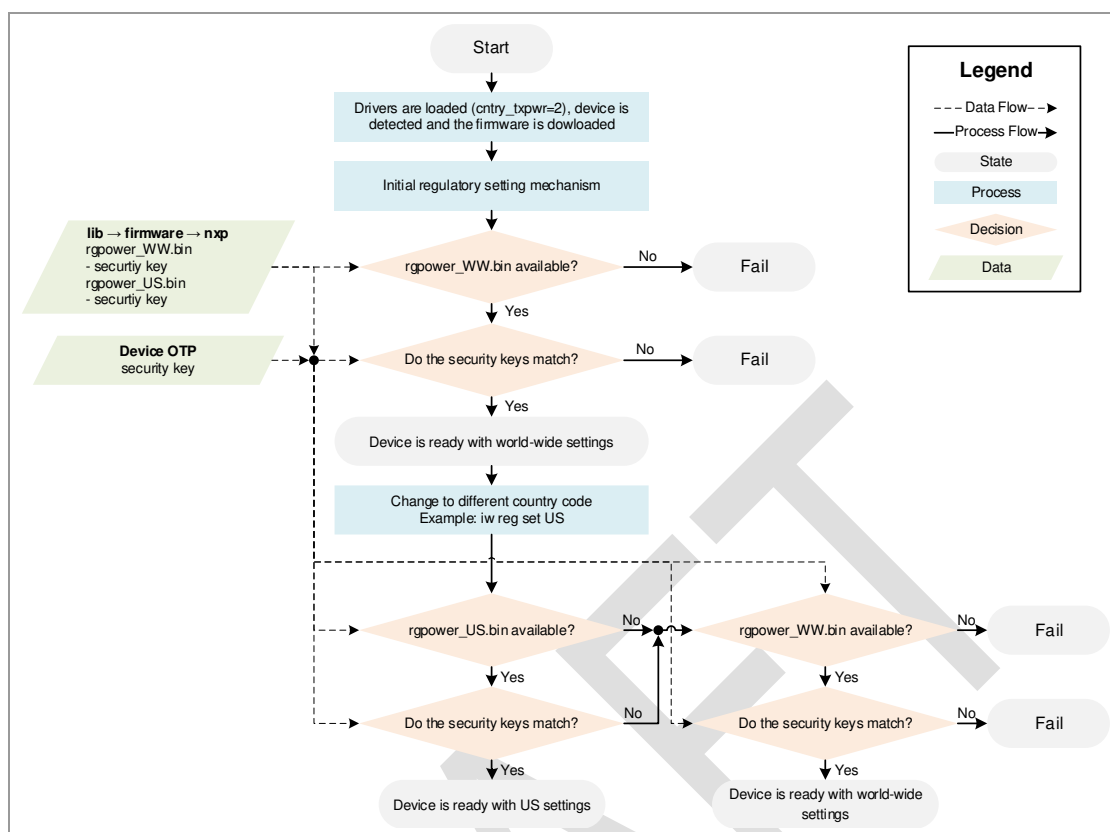 Start
Legend
Drivers are loaded (cntry_txpwr=2), device is
detected and the firmware is dowloaded
Data Flow
Process Flow
State
Initial regulatory setting mechanism
Process
Decision
Data
lib → firmware → nxp
rgpower_WW.bin
- securtiy key
rgpower_US.bin
- securtiy key
rgpower_WW.bin available?
No
Fail
Yes
Device OTP
security key
Do the security keys match?
No
Fail
Yes
Device is ready with world-wide settings
Change to different country code
Example: iw reg set US
rgpower_US.bin available?
No
rgpower_WW.bin available?
No
Fail
Yes
Yes
Do the security keys match?
No
Do the security keys match?
No
Fail
Yes
Yes
Device is ready with US settings
Device is ready with world-wide
settings